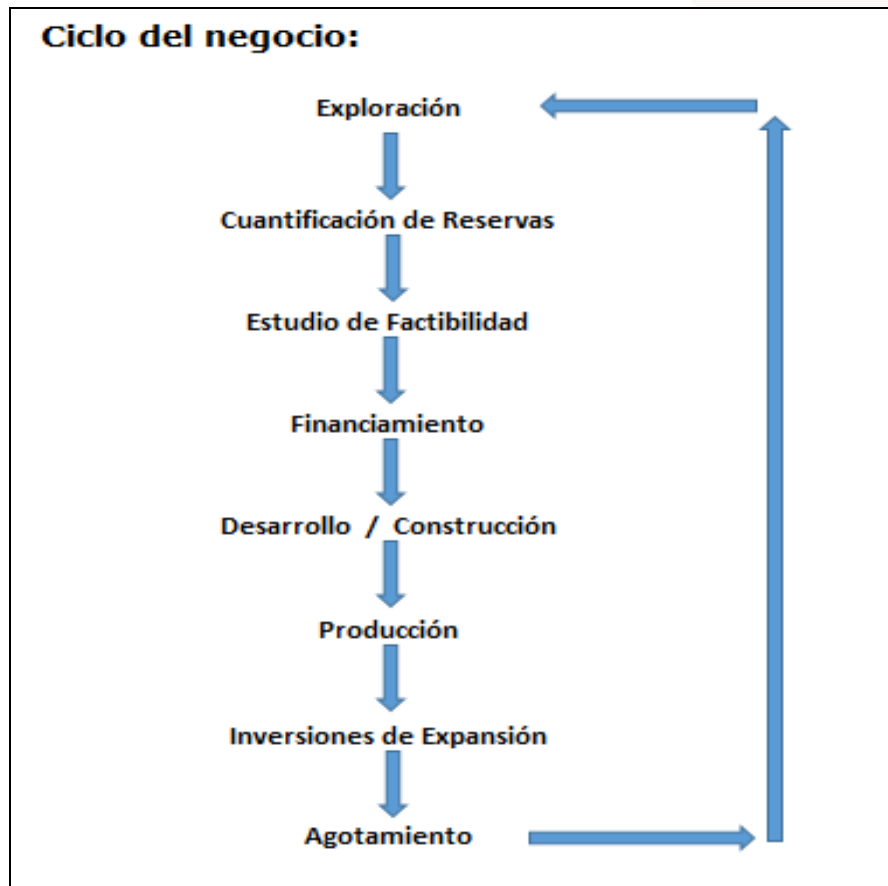 Ciclo del negocio:
Exploración
Cuantificación de Reservas
Estudio de Factibilidad
Financiamiento
Desarrollo / Construcción
Producción
Inversiones de Expansión
Agotamiento